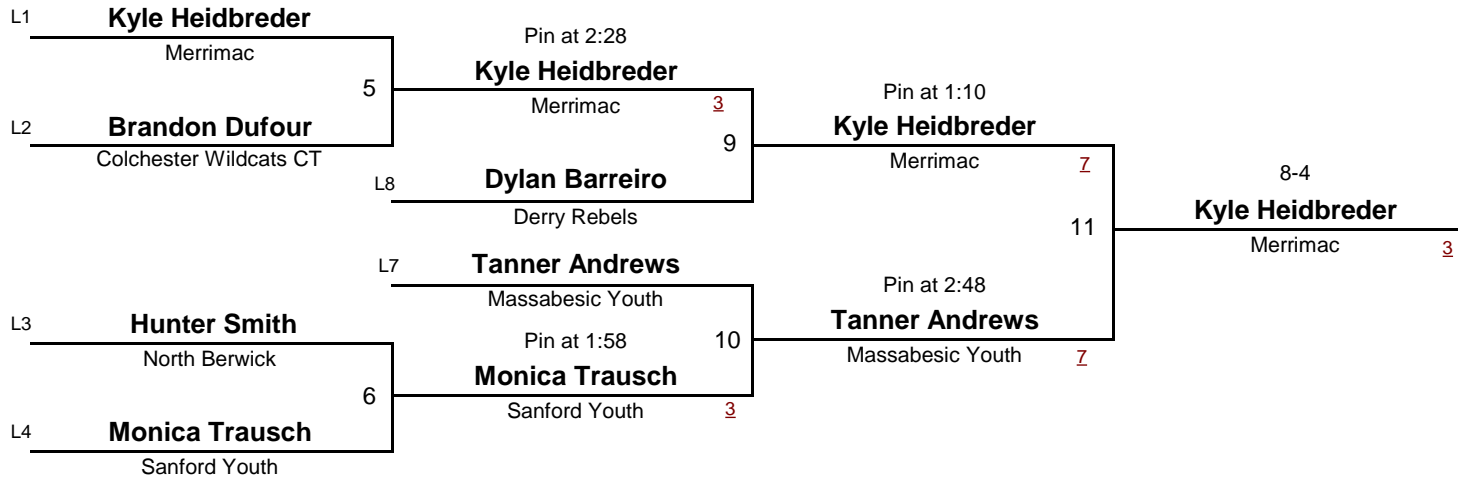 L1
Kyle Heidbreder
Merrimac
5
L2
Brandon Dufour
Colchester Wildcats CT
Pin at 2:28
Kyle Heidbreder
Merrimac
3
9
L8
Dylan Barreiro
Derry Rebels
Pin at 1:10
Kyle Heidbreder
Merrimac
7
11
8-4
Kyle Heidbreder
Merrimac
3
L7
Tanner Andrews
Massabesic Youth
10
Pin at 2:48
Tanner Andrews
Massabesic Youth
7
L3
Hunter Smith
North Berwick
6
Pin at 1:58
Monica Trausch
Sanford Youth
3
L4
Monica Trausch
Sanford Youth